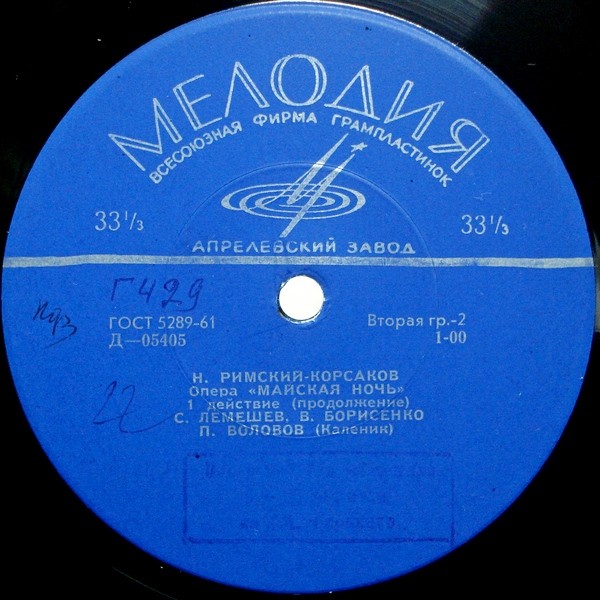 МЕЛОДИЯ
ВСЕСОЮЗНАЯ ФИРМА ГРАМПЛАСТИНОК
33 1/3 33 1/3
АПРЕЛЕВСКИЙ ЗАВОД
Г429
ГОСТ 5289-61 Вторая гр.-2
Д—05405 1-00
Н. РИМСКИЙ-КОРСАКОВ
Опера «МАЙСКАЯ НОЧЬ»
1 действие (продолжение)
С. ЛЕМЕШЕВ, В. БОРИСЕНКО
П. ВОЛОВОВ (Каленик)